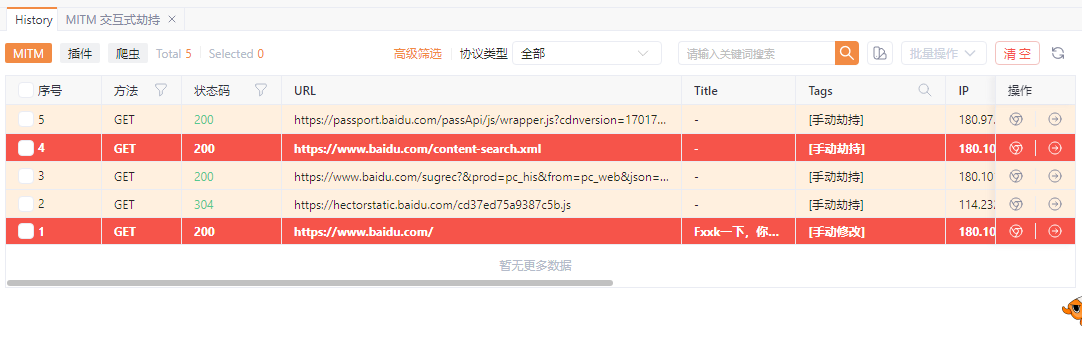 History MITM 交互式劫持
MITM 插件 爬虫 Total 5 Selected 0 高级筛选 协议类型 全部 请输入关键词搜索 批量操作 清 空
序号 方法 状态码 URL Title Tags IP 操作
5 GET 200 https://passport.baidu.com/passApi/js/wrapper.js?cdnversion=17017... - [手动劫持] 180.97.
4 GET 200 https://www.baidu.com/content-search.xml - [手动劫持] 180.10
3 GET 200 https://www.baidu.com/sugrec?&prod=pc_his&from=pc_web&json=... - [手动劫持] 180.10
2 GET 304 https://hectorstatic.baidu.com/cd37ed75a9387c5b.js - [手动劫持] 114.232
1 GET 200 https://www.baidu.com/ Fxxk一下，你... [手动修改] 180.10
暂无更多数据